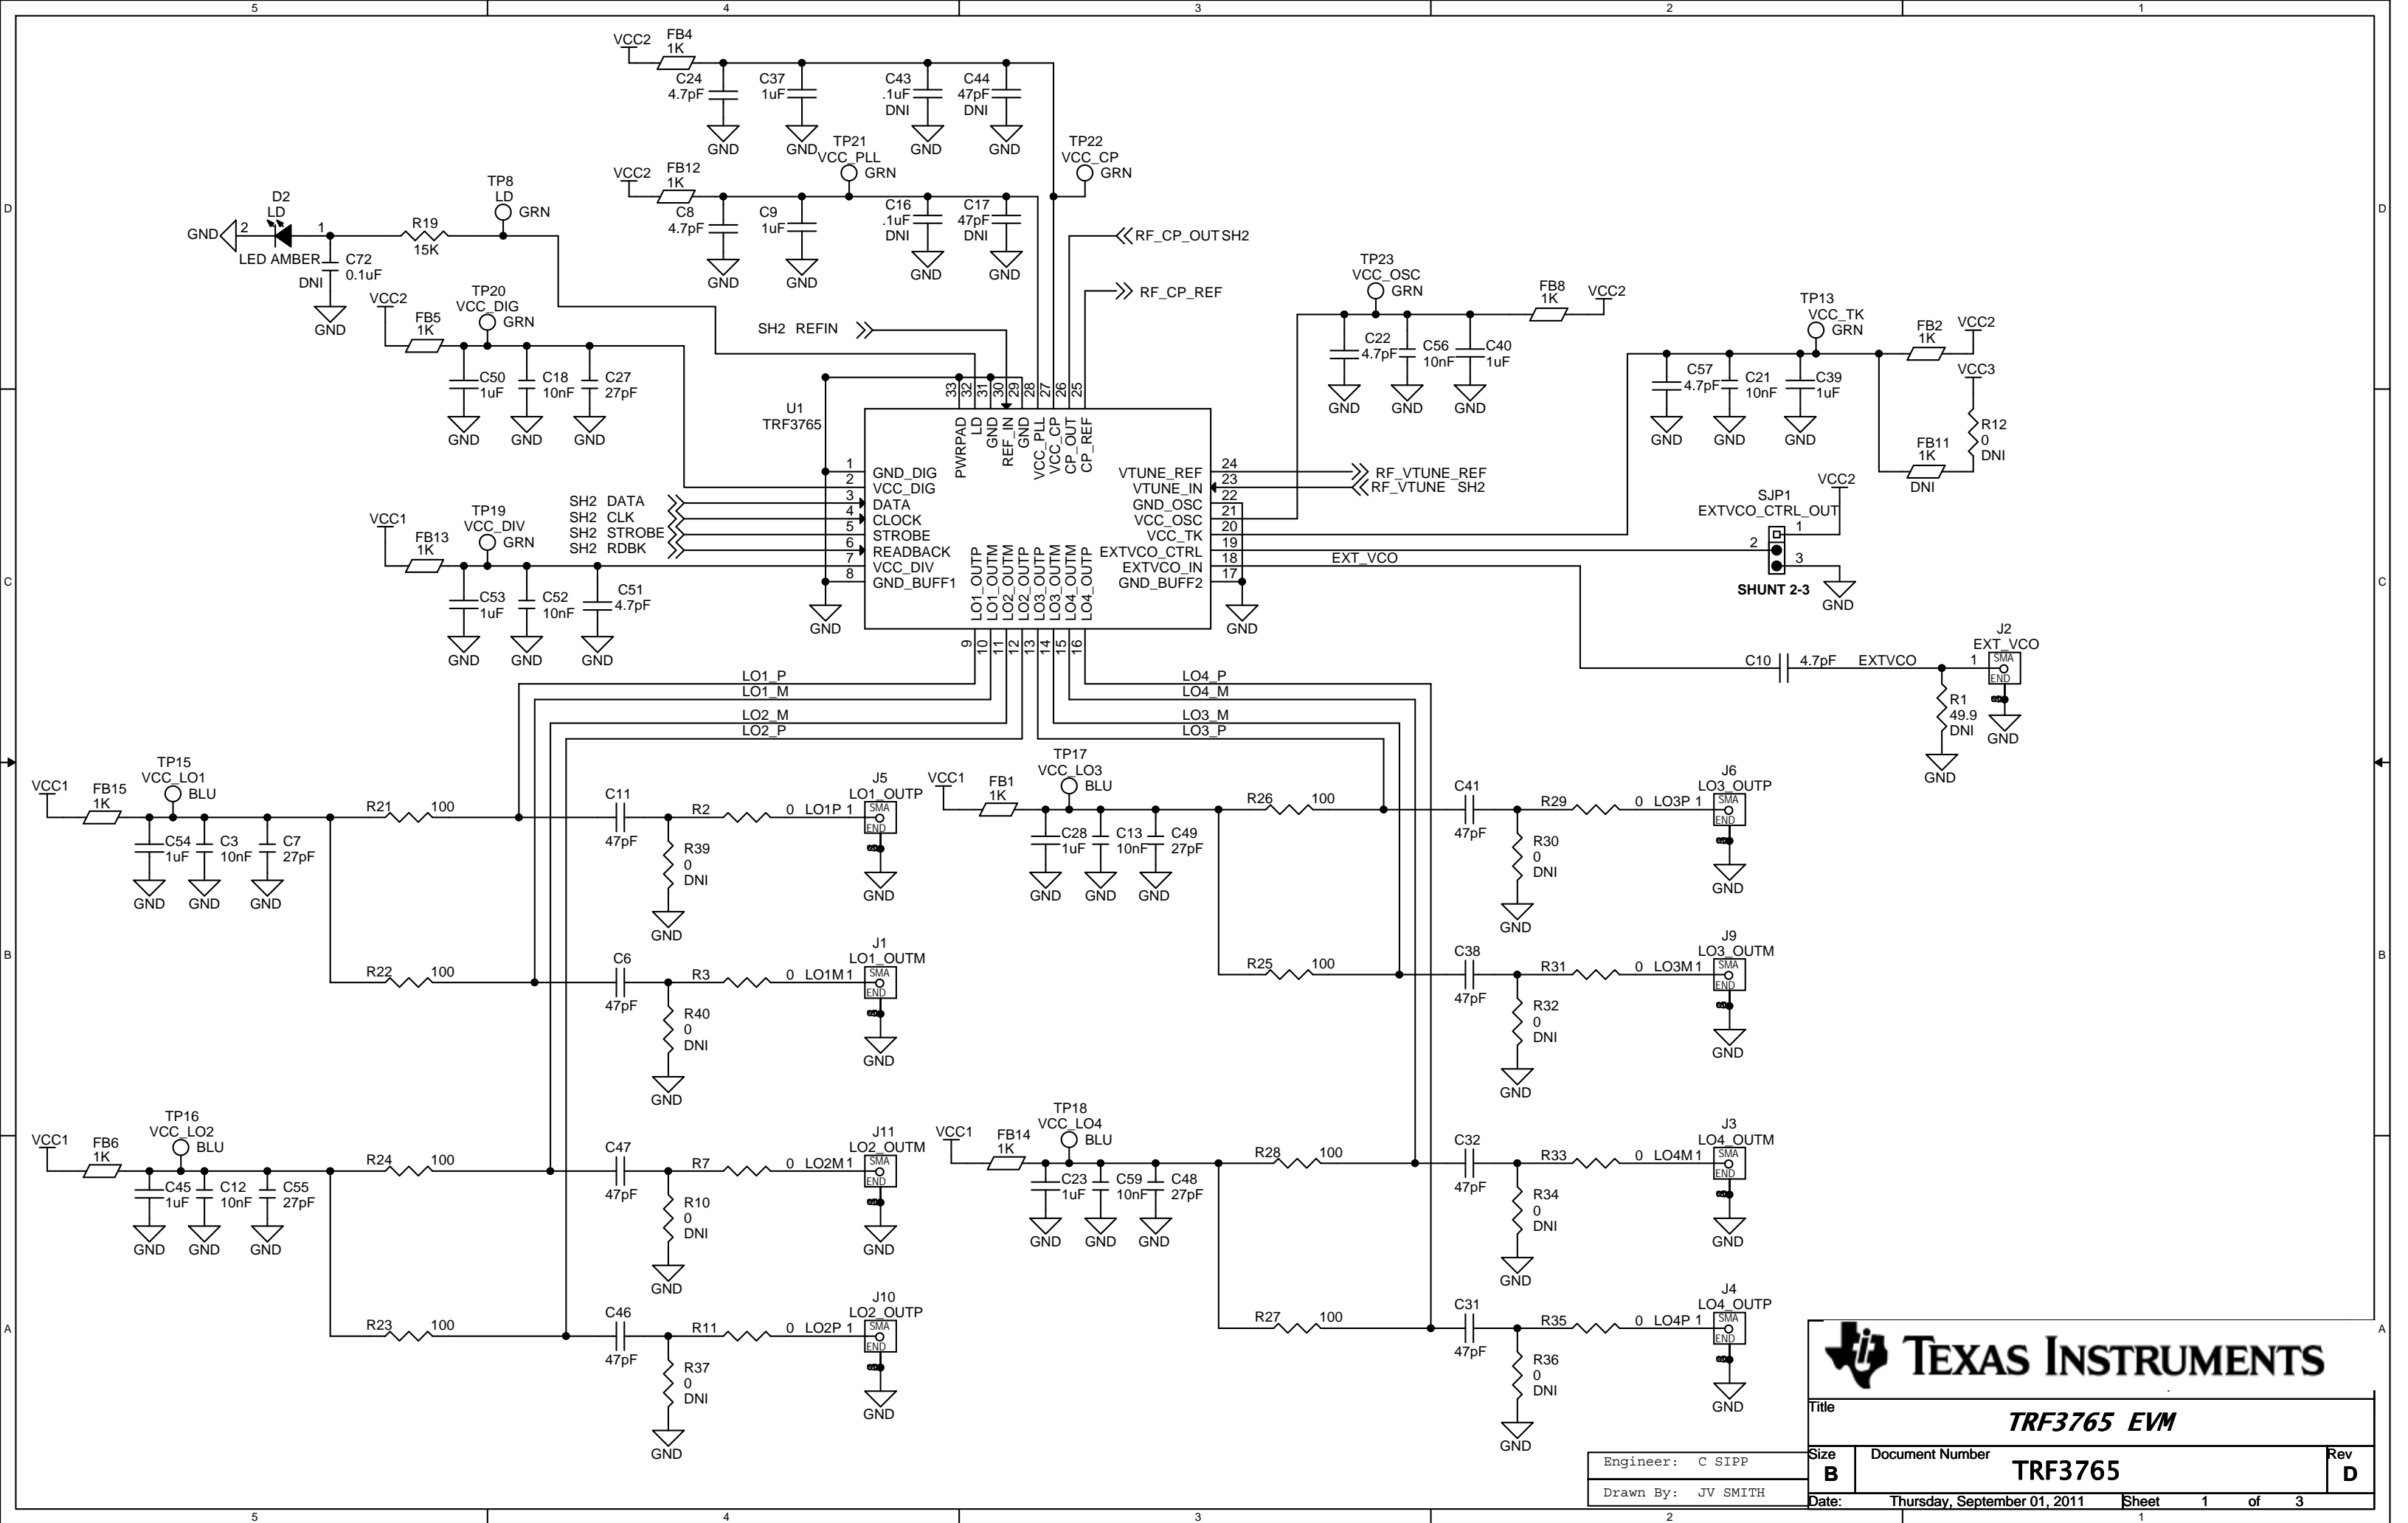 5 4 3 2 1
D
C
B
A
VCC2
FB4
1K
C24
4.7pF
GND
C37
1uF
GND
C43
.1uF
DNI
GND
C44
47pF
DNI
GND
TP21
VCC_PLL
GRN
TP22
VCC_CP
GRN
VCC2
FB12
1K
C8
4.7pF
GND
C9
1uF
GND
C16
.1uF
DNI
GND
C17
47pF
DNI
GND
D2
LD
GND 2 1
LED AMBER
C72
0.1uF
DNI
GND
R19
15K
TP8
LD
GRN
RF_CP_OUT SH2
RF_CP_REF
SH2 REFIN
VCC2
FB5
1K
TP20
VCC_DIG
GRN
C50
1uF
GND
C18
10nF
GND
C27
27pF
GND
TP23
VCC_OSC
GRN
FB8
1K
VCC2
C22
4.7pF
GND
C56
10nF
GND
C40
1uF
GND
TP13
VCC_TK
GRN
FB2
1K
VCC2
VCC3
C57
4.7pF
GND
C21
10nF
GND
C39
1uF
GND
R12
0
DNI
FB11
1K
DNI
U1
TRF3765
33 32 31 30 29 28 27 26 25
PWRPAD
LD
GND
REF_IN
GND
VCC_PLL
VCC_CP
CP_OUT
CP_REF
1 GND_DIG
2 VCC_DIG
3 DATA
4 CLOCK
5 STROBE
6 READBACK
7 VCC_DIV
8 GND_BUFF1
VTUNE_REF 24
VTUNE_IN 23
GND_OSC 22
VCC_OSC 21
VCC_TK 20
EXTVCO_CTRL 19
EXTVCO_IN 18
GND_BUFF2 17
LO1_OUTP
LO1_OUTM
LO2_OUTM
LO2_OUTP
LO3_OUTP
LO3_OUTM
LO4_OUTM
LO4_OUTP
9 10 11 12 13 14 15 16
GND
GND
SH2 DATA
SH2 CLK
SH2 STROBE
SH2 RDBK
RF_VTUNE_REF
RF_VTUNE SH2
EXT_VCO
VCC1
FB13
1K
TP19
VCC_DIV
GRN
C53
1uF
GND
C52
10nF
GND
C51
4.7pF
GND
VCC2
SJP1
EXTVCO_CTRL_OUT
1
2
3
SHUNT 2-3
GND
C10 4.7pF EXTVCO
J2
EXT_VCO
1
SMA
END
R1
49.9
DNI
GND
GND
LO1_P
LO1_M
LO2_M
LO2_P
LO4_P
LO4_M
LO3_M
LO3_P
VCC1
FB15
1K
TP15
VCC_LO1
BLU
C54
1uF
GND
C3
10nF
GND
C7
27pF
GND
R21 100
C11
47pF
R2 0 LO1P 1
J5
LO1_OUTP
SMA
END
GND
R39
0
DNI
GND
R22 100
C6
47pF
R3 0 LO1M 1
J1
LO1_OUTM
SMA
END
GND
R40
0
DNI
GND
VCC1
FB1
1K
TP17
VCC_LO3
BLU
C28
1uF
GND
C13
10nF
GND
C49
27pF
GND
R26 100
C41
47pF
R29 0 LO3P 1
J6
LO3_OUTP
SMA
END
GND
R30
0
DNI
GND
R25 100
C38
47pF
R31 0 LO3M 1
J9
LO3_OUTM
SMA
END
GND
R32
0
DNI
GND
VCC1
FB6
1K
TP16
VCC_LO2
BLU
C45
1uF
GND
C12
10nF
GND
C55
27pF
GND
R24 100
C47
47pF
R7 0 LO2M 1
J11
LO2_OUTM
SMA
END
GND
R10
0
DNI
GND
R23 100
C46
47pF
R11 0 LO2P 1
J10
LO2_OUTP
SMA
END
GND
R37
0
DNI
GND
VCC1
FB14
1K
TP18
VCC_LO4
BLU
C23
1uF
GND
C59
10nF
GND
C48
27pF
GND
R28 100
C32
47pF
R33 0 LO4M 1
J3
LO4_OUTM
SMA
END
GND
R34
0
DNI
GND
R27 100
C31
47pF
R35 0 LO4P 1
J4
LO4_OUTP
SMA
END
GND
R36
0
DNI
GND
TEXAS INSTRUMENTS
Title
TRF3765 EVM
Size
B
Document Number
TRF3765
Rev
D
Date: Thursday, September 01, 2011 Sheet 1 of 3
Engineer: C SIPP
Drawn By: JV SMITH
D
C
B
A
5 4 3 2 1